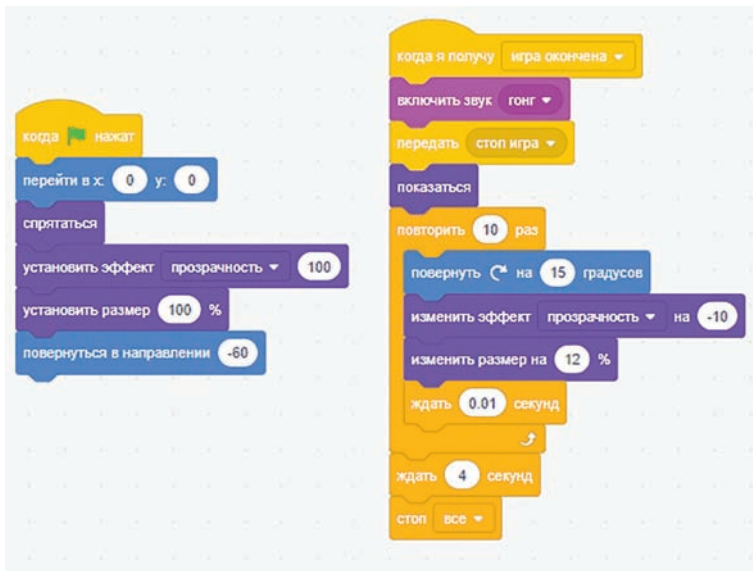 когда нажат
перейти в x: 0 y: 0
спрятаться
установить эффект прозрачность 100
установить размер 100 %
повернуться в направлении -60
когда я получу игра окончена
включить звук гонг
передать стоп игра
показаться
повторить 10 раз
повернуть на 15 градусов
изменить эффект прозрачность на -10
изменить размер на 12 %
ждать 0.01 секунд
ждать 4 секунд
стоп все